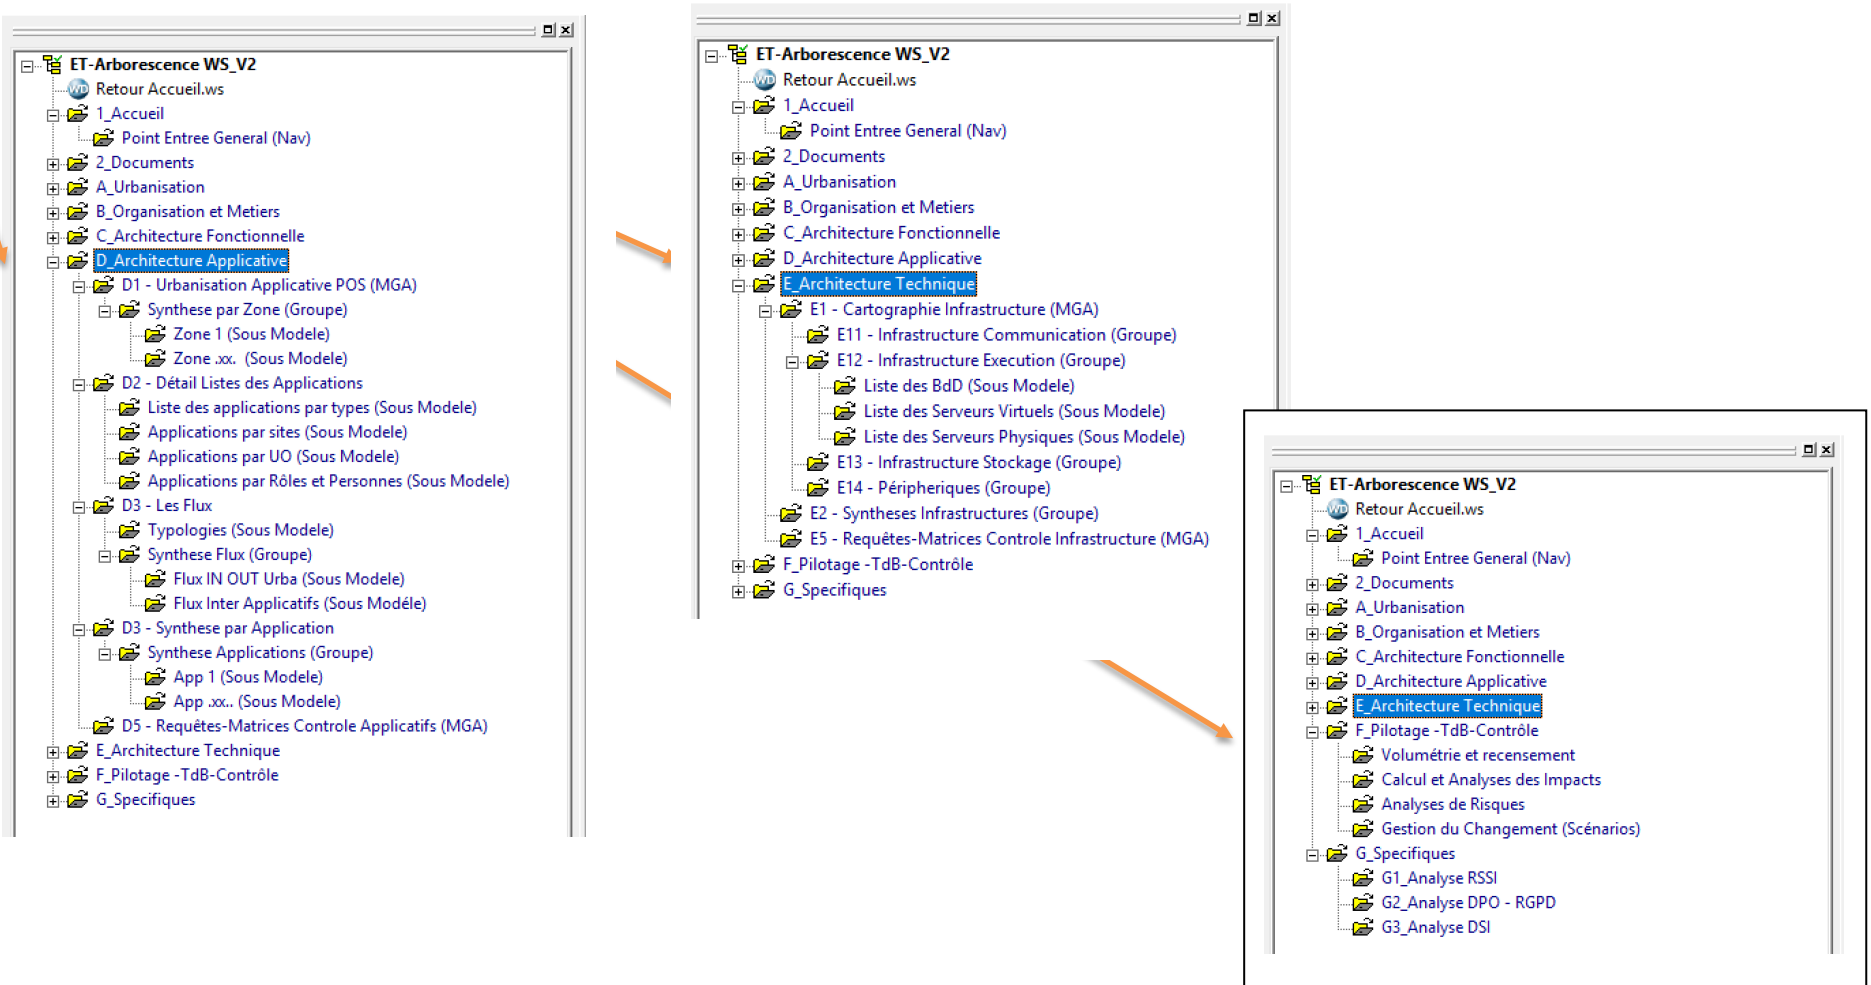 ET-Arborescence WS_V2
Retour Accueil.ws
1_Accueil
Point Entree General (Nav)
2_Documents
A_Urbanisation
B_Organisation et Metiers
C_Architecture Fonctionnelle
D_Architecture Applicative
D1 - Urbanisation Applicative POS (MGA)
Synthese par Zone (Groupe)
Zone 1 (Sous Modele)
Zone .xx. (Sous Modele)
D2 - Détail Listes des Applications
Liste des applications par types (Sous Modele)
Applications par sites (Sous Modele)
Applications par UO (Sous Modele)
Applications par Rôles et Personnes (Sous Modele)
D3 - Les Flux
Typologies (Sous Modele)
Synthese Flux (Groupe)
Flux IN OUT Urba (Sous Modele)
Flux Inter Applicatifs (Sous Modéle)
D3 - Synthese par Application
Synthese Applications (Groupe)
App 1 (Sous Modele)
App .xx.. (Sous Modele)
D5 - Requêtes-Matrices Controle Applicatifs (MGA)
E_Architecture Technique
F_Pilotage -TdB-Contrôle
G_Specifiques
ET-Arborescence WS_V2
Retour Accueil.ws
1_Accueil
Point Entree General (Nav)
2_Documents
A_Urbanisation
B_Organisation et Metiers
C_Architecture Fonctionnelle
D_Architecture Applicative
E_Architecture Technique
E1 - Cartographie Infrastructure (MGA)
E11 - Infrastructure Communication (Groupe)
E12 - Infrastructure Execution (Groupe)
Liste des BdD (Sous Modele)
Liste des Serveurs Virtuels (Sous Modele)
Liste des Serveurs Physiques (Sous Modele)
E13 - Infrastructure Stockage (Groupe)
E14 - Péripheriques (Groupe)
E2 - Syntheses Infrastructures (Groupe)
E5 - Requêtes-Matrices Controle Infrastructure (MGA)
F_Pilotage -TdB-Contrôle
G_Specifiques
ET-Arborescence WS_V2
Retour Accueil.ws
1_Accueil
Point Entree General (Nav)
2_Documents
A_Urbanisation
B_Organisation et Metiers
C_Architecture Fonctionnelle
D_Architecture Applicative
E_Architecture Technique
F_Pilotage -TdB-Contrôle
Volumétrie et recensement
Calcul et Analyses des Impacts
Analyses de Risques
Gestion du Changement (Scénarios)
G_Specifiques
G1_Analyse RSSI
G2_Analyse DPO - RGPD
G3_Analyse DSI